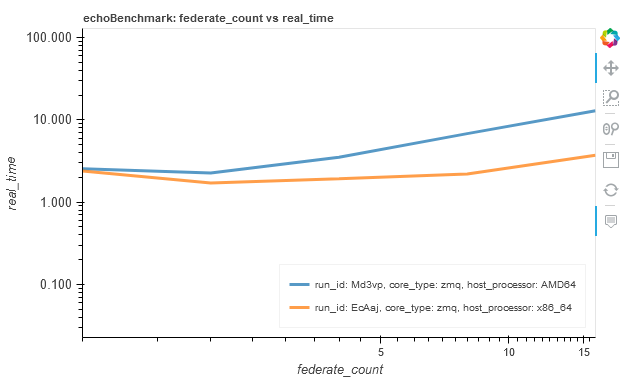 echoBenchmark: federate_count vs real_time
100.000
10.000
1.000
0.100
real_time
run_id: Md3vp, core_type: zmq, host_processor: AMD64
run_id: EcAaj, core_type: zmq, host_processor: x86_64
5
10
15
federate_count